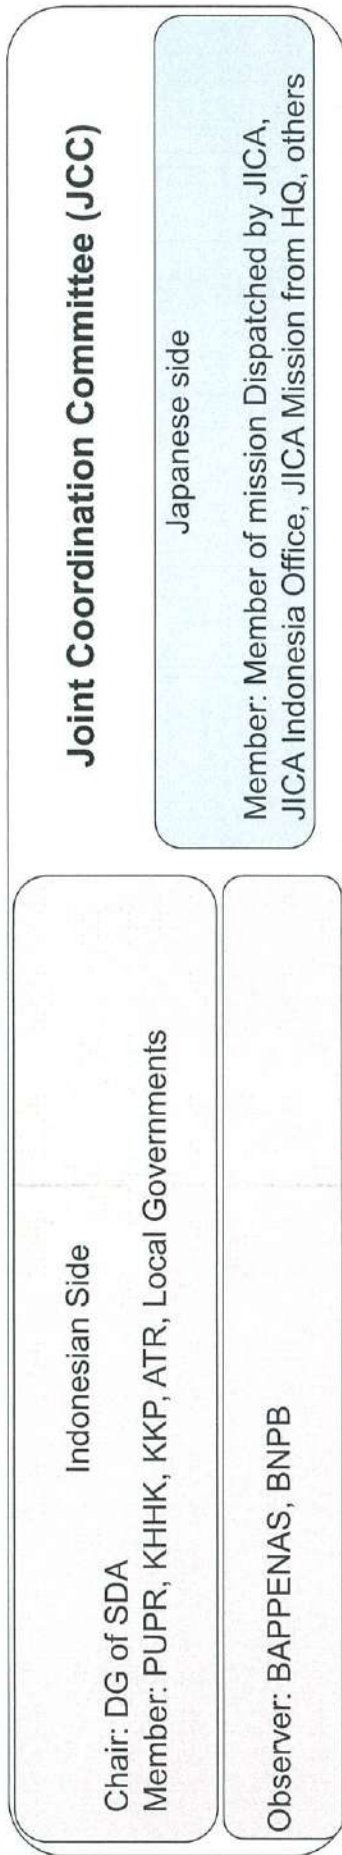 Joint Coordination Committee (JCC)
Indonesian Side
Chair: DG of SDA
Member: PUPR, KHHK, KKP, ATR, Local Governments
Observer: BAPPENAS, BNPB
Japanese side
Member: Member of mission Dispatched by JICA,
JICA Indonesia Office, JICA Mission from HQ, others